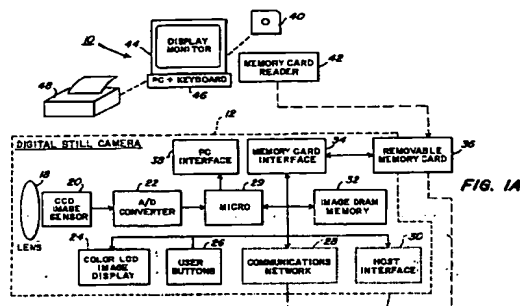 10
44
DISPLAY
MONITOR
40
PC + KEYBOARD
46
MEMORY CARD
READER
42
48
12
DIGITAL STILL CAMERA
38
PC
INTERFACE
34
MEMORY CARD
INTERFACE
REMOVABLE
MEMORY CARD
36
FIG. 1A
18
LENS
20
CCD IMAGE
SENSOR
22
A/D
CONVERTER
29
MICRO
32
IMAGE DRAM
MEMORY
24
COLOR LCD
IMAGE
DISPLAY
26
USER
BUTTONS
28
COMMUNICATIONS
NETWORK
30
HOST
INTERFACE